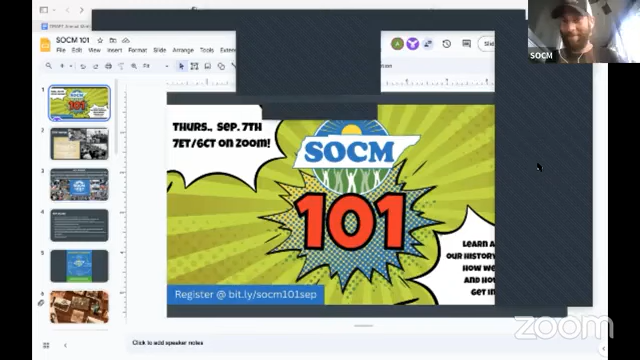 SOCM 101
File Edit View Insert Format Slide Arrange Tools Exten
SOCM
THURS., SEP. 7TH
7ET/6CT ON ZOOM!
SOCM
101
LEARN A
OUR HISTORY
HOW WE
AND HO
GET IN
Register @ bit.ly/socm101sep
Click to add speaker notes
zoom